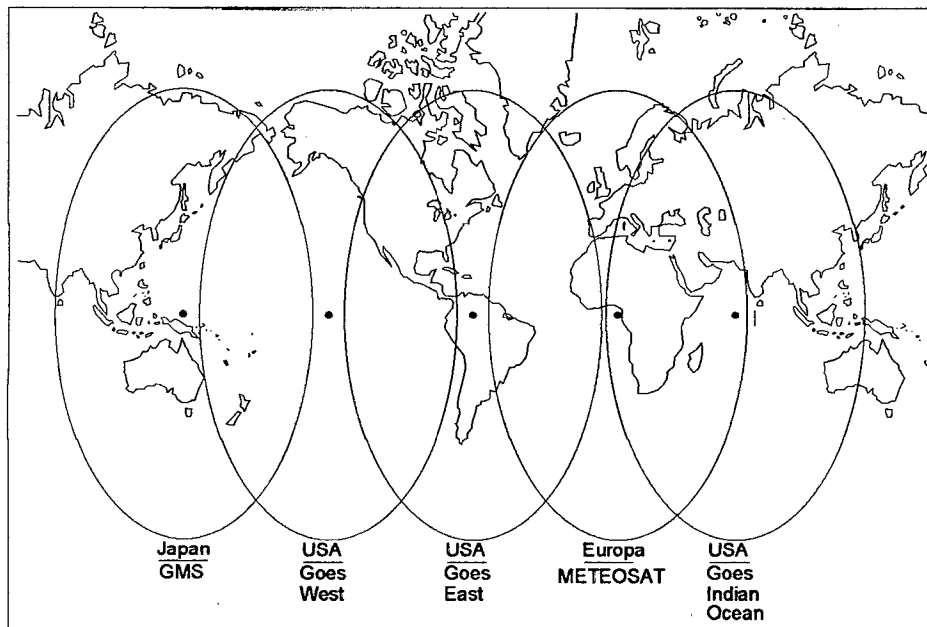 Japan
GMS
USA
Goes
West
USA
Goes
East
Europa
METEOSAT
USA
Goes
Indian
Ocean